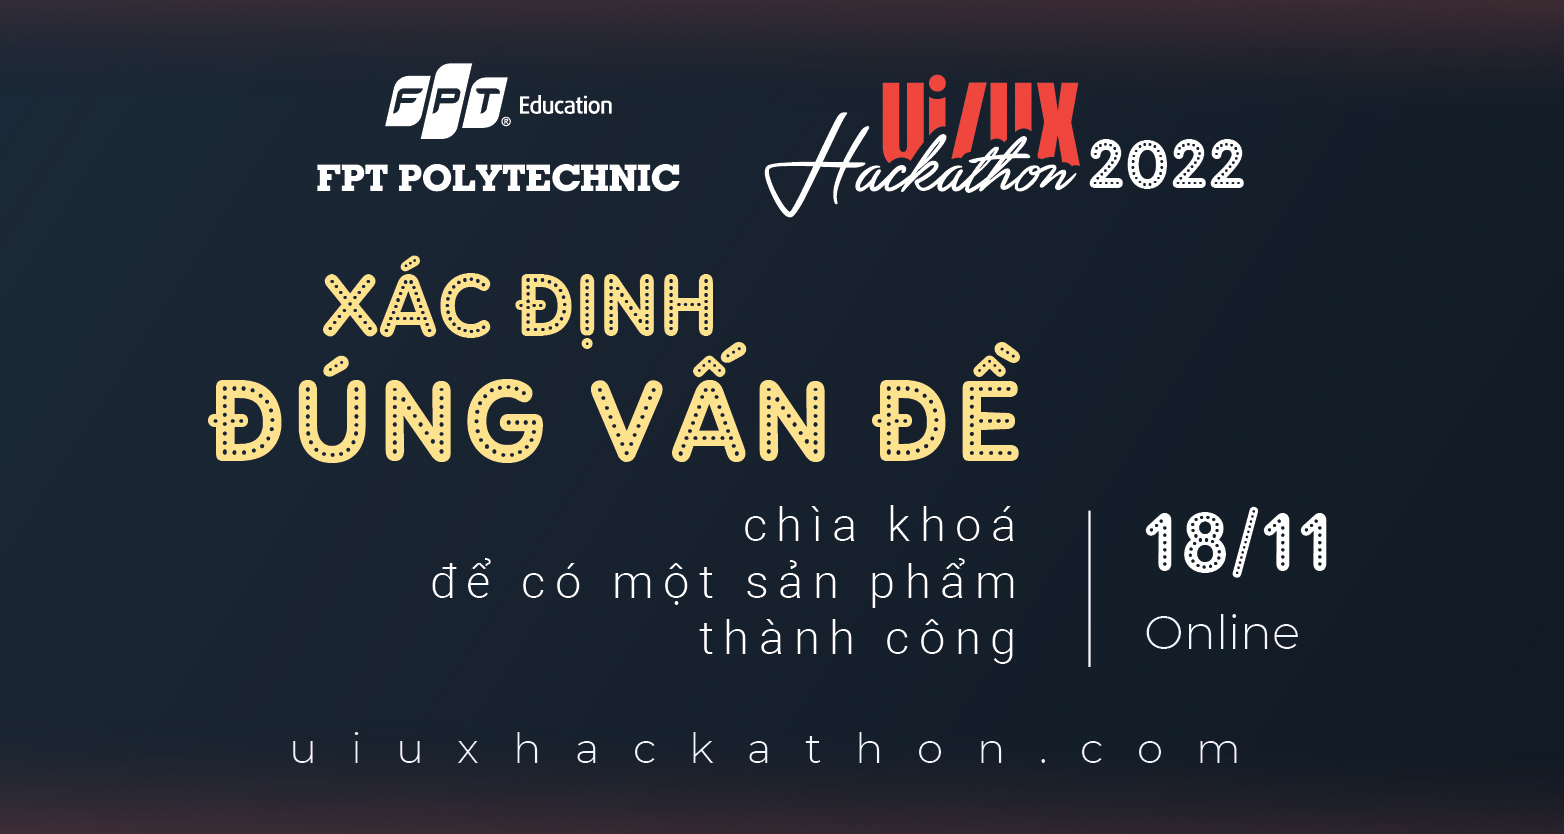 FPT® Education
FPT POLYTECHNIC
Ui/UX
Hackathon 2022
XÁC ĐỊNH
ĐÚNG VẤN ĐỀ
chìa khoá
để có một sản phẩm
thành công
18/11
Online
uiuxhackathon.com